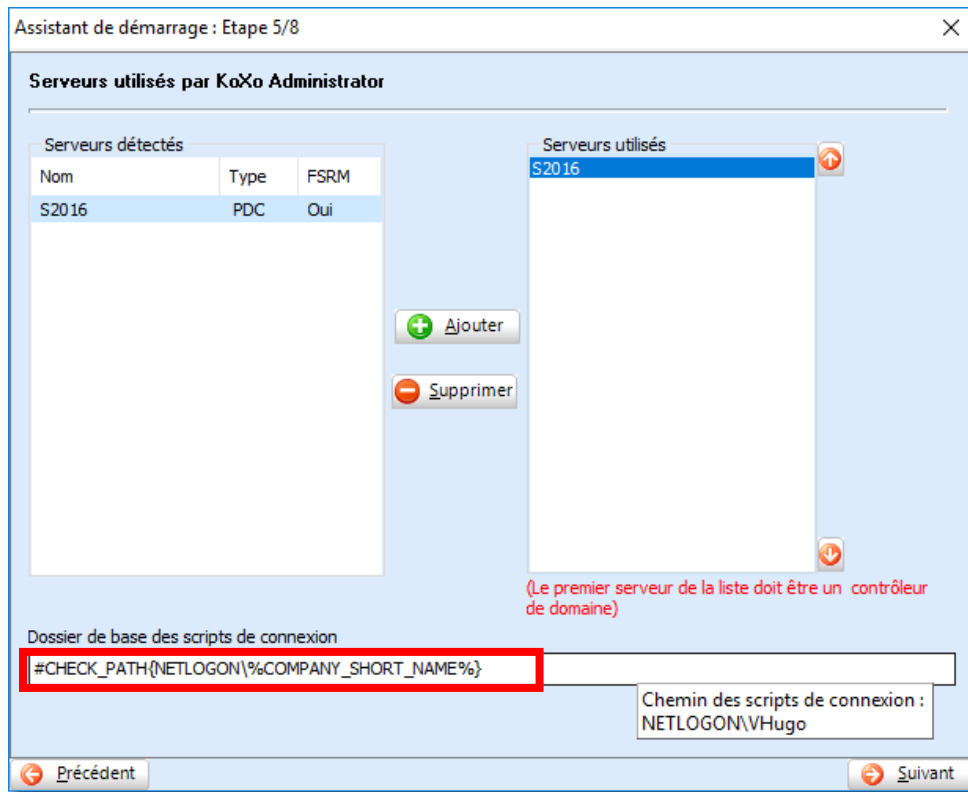 Assistant de démarrage : Etape 5/8
Serveurs utilisés par KoXo Administrator
Serveurs détectés
Nom Type FSRM
S2016 PDC Oui
Ajouter
Supprimer
Serveurs utilisés
S2016
(Le premier serveur de la liste doit être un contrôleur
de domaine)
Dossier de base des scripts de connexion
#CHECK_PATH{NETLOGON\%COMPANY_SHORT_NAME%}
Chemin des scripts de connexion :
NETLOGON\VHugo
Précédent
Suivant